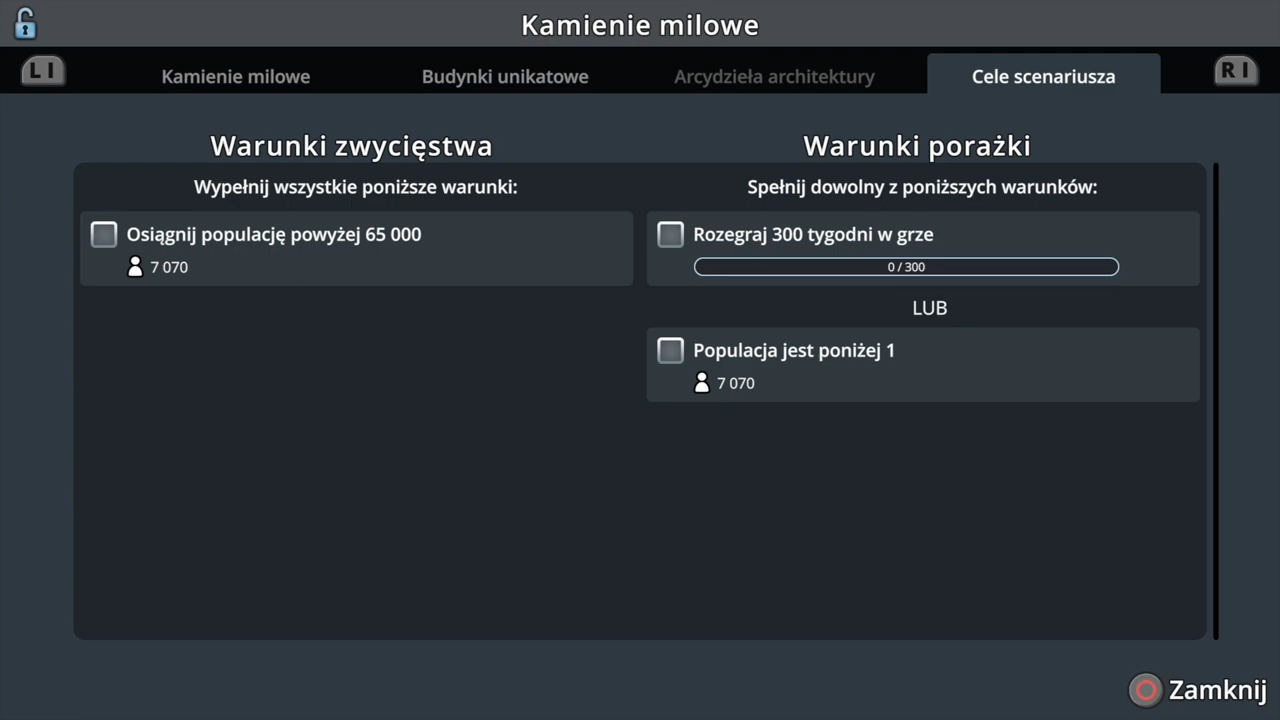 Kamienie milowe
L1
Kamienie milowe
Budynki unikatowe
Arcydzieła architektury
Cele scenariusza
R1
Warunki zwycięstwa
Wypełnij wszystkie poniższe warunki:
Osiągnij populację powyżej 65 000
7 070
Warunki porażki
Spełnij dowolny z poniższych warunków:
Rozegraj 300 tygodni w grze
0 / 300
LUB
Populacja jest poniżej 1
7 070
Zamknij